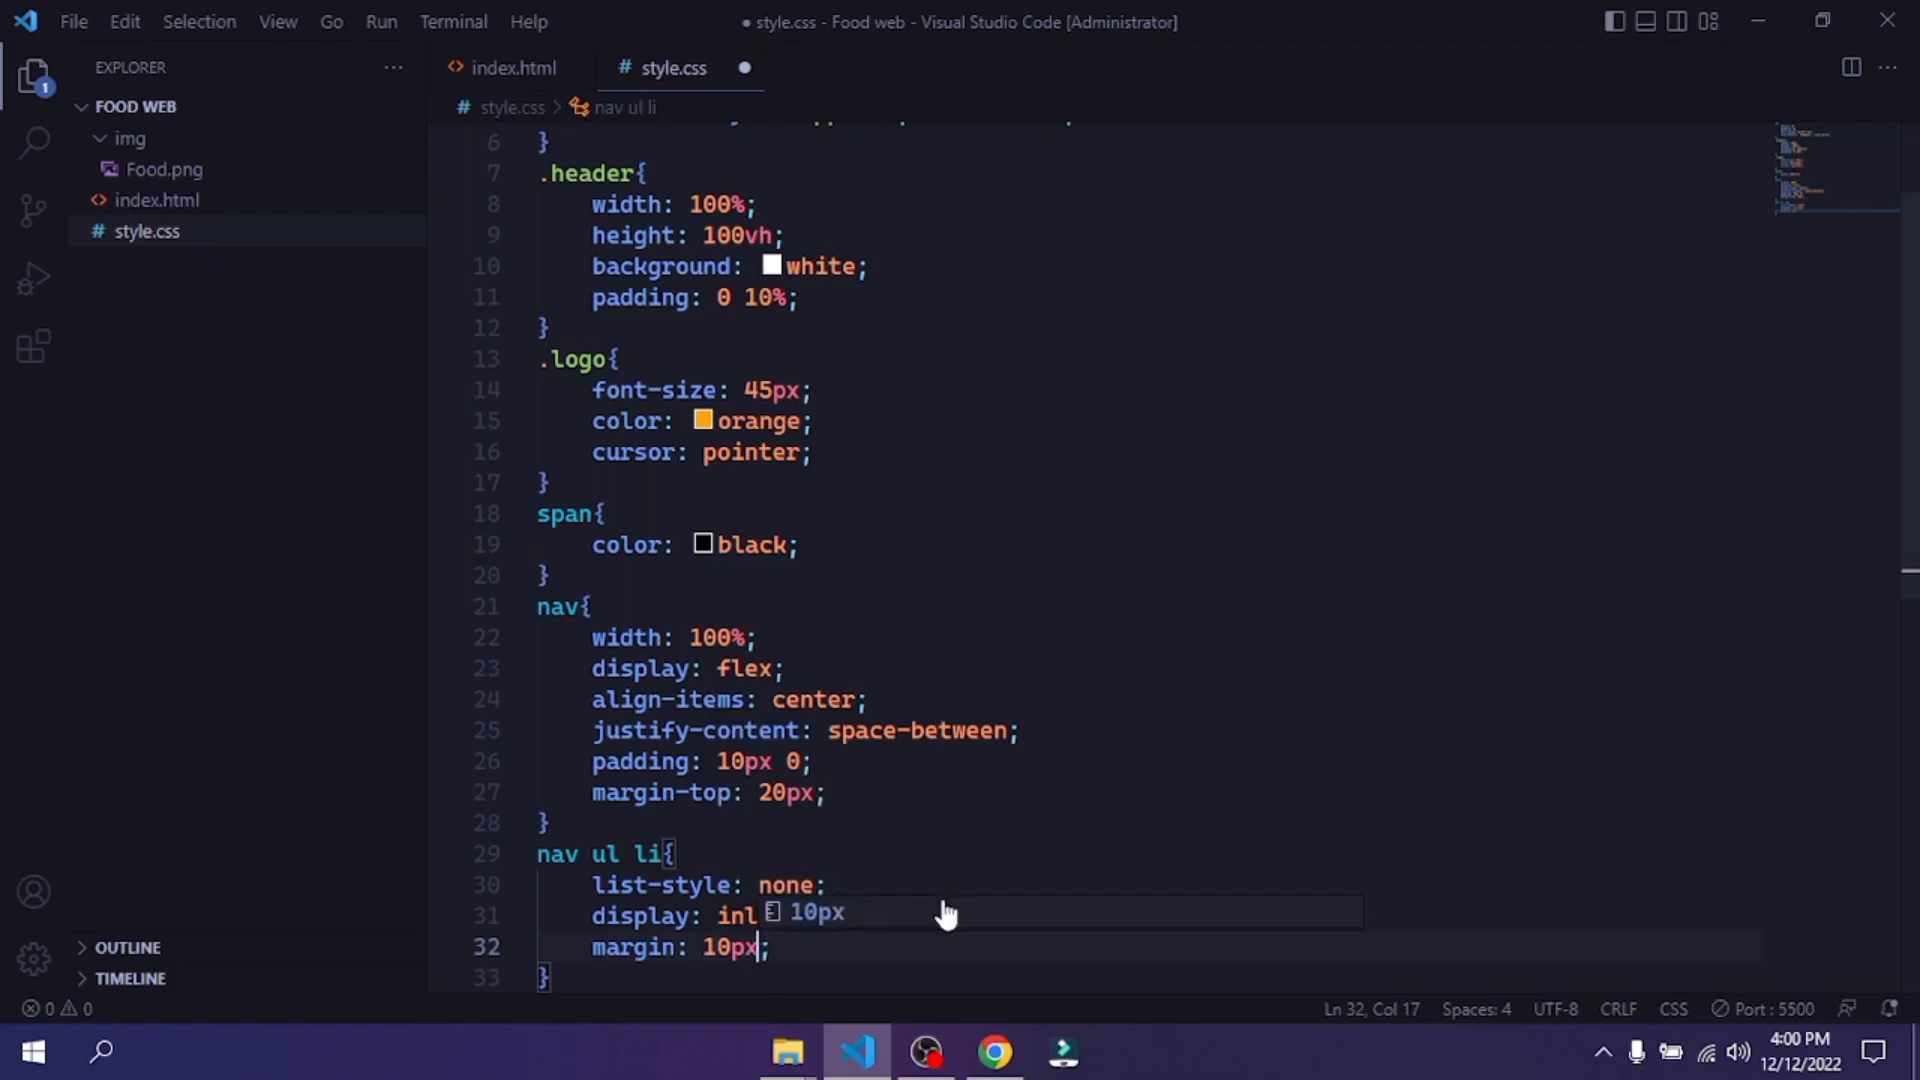 File Edit Selection View Go Run Terminal Help
● style.css - Food web - Visual Studio Code [Administrator]
EXPLORER
FOOD WEB
img
Food.png
index.html
style.css
1
index.html
# style.css
# style.css > nav ul li
6 }
7 .header{
8 width: 100%;
9 height: 100vh;
10 background: white;
11 padding: 0 10%;
12 }
13 .logo{
14 font-size: 45px;
15 color: orange;
16 cursor: pointer;
17 }
18 span{
19 color: black;
20 }
21 nav{
22 width: 100%;
23 display: flex;
24 align-items: center;
25 justify-content: space-between;
26 padding: 10px 0;
27 margin-top: 20px;
28 }
29 nav ul li{
30 list-style: none;
31 display: inl
10px
32 margin: 10px;
33 }
OUTLINE
TIMELINE
0 0
Ln 32, Col 17 Spaces: 4 UTF-8 CRLF CSS Port : 5500
4:00 PM
12/12/2022